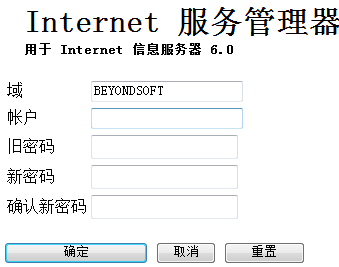 Internet 服务管理器
用于 Internet 信息服务器 6.0
域 BEYONDSOFT
帐户
旧密码
新密码
确认新密码
确定 取消 重置